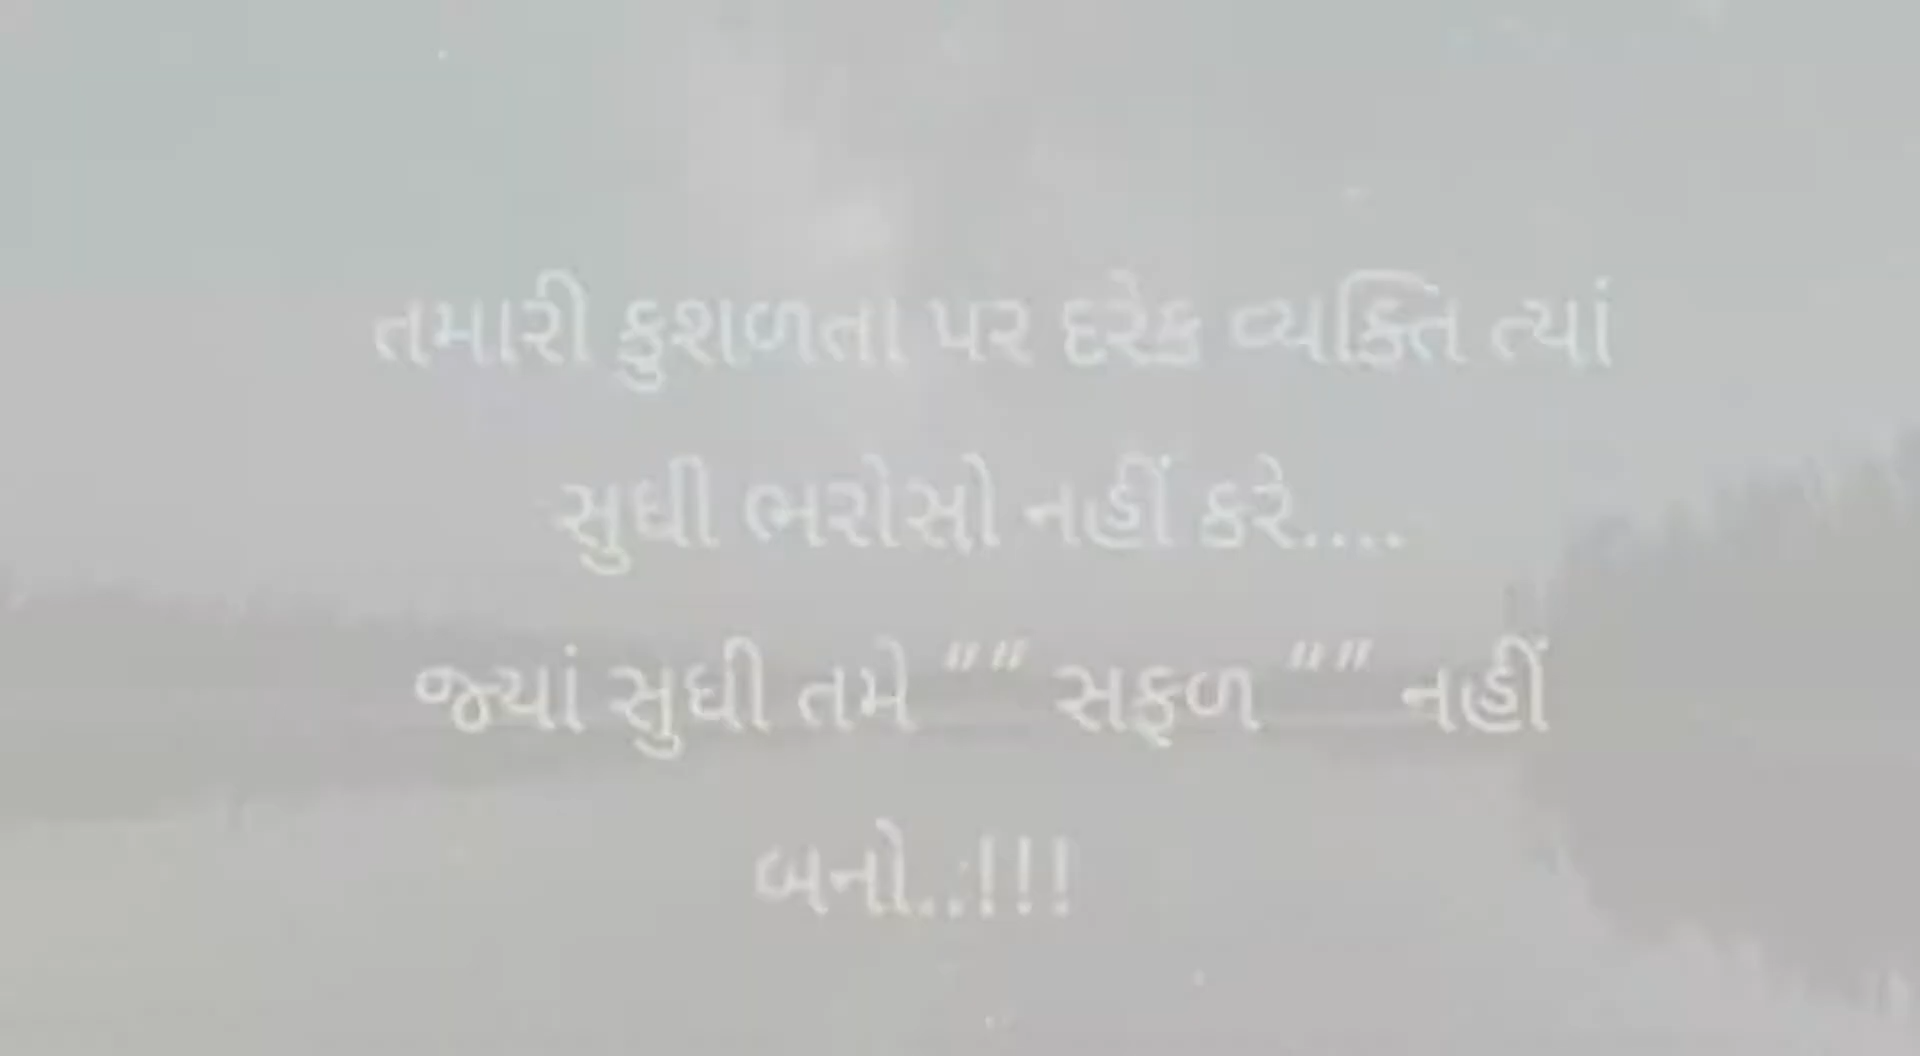 તમારી કુશળતા પર દરેક વ્યક્તિ ત્યાં
સુધી ભરોસો નહીં કરે....
જ્યાં સુધી તમે "" સફળ "" નહીં
બનો..!!!